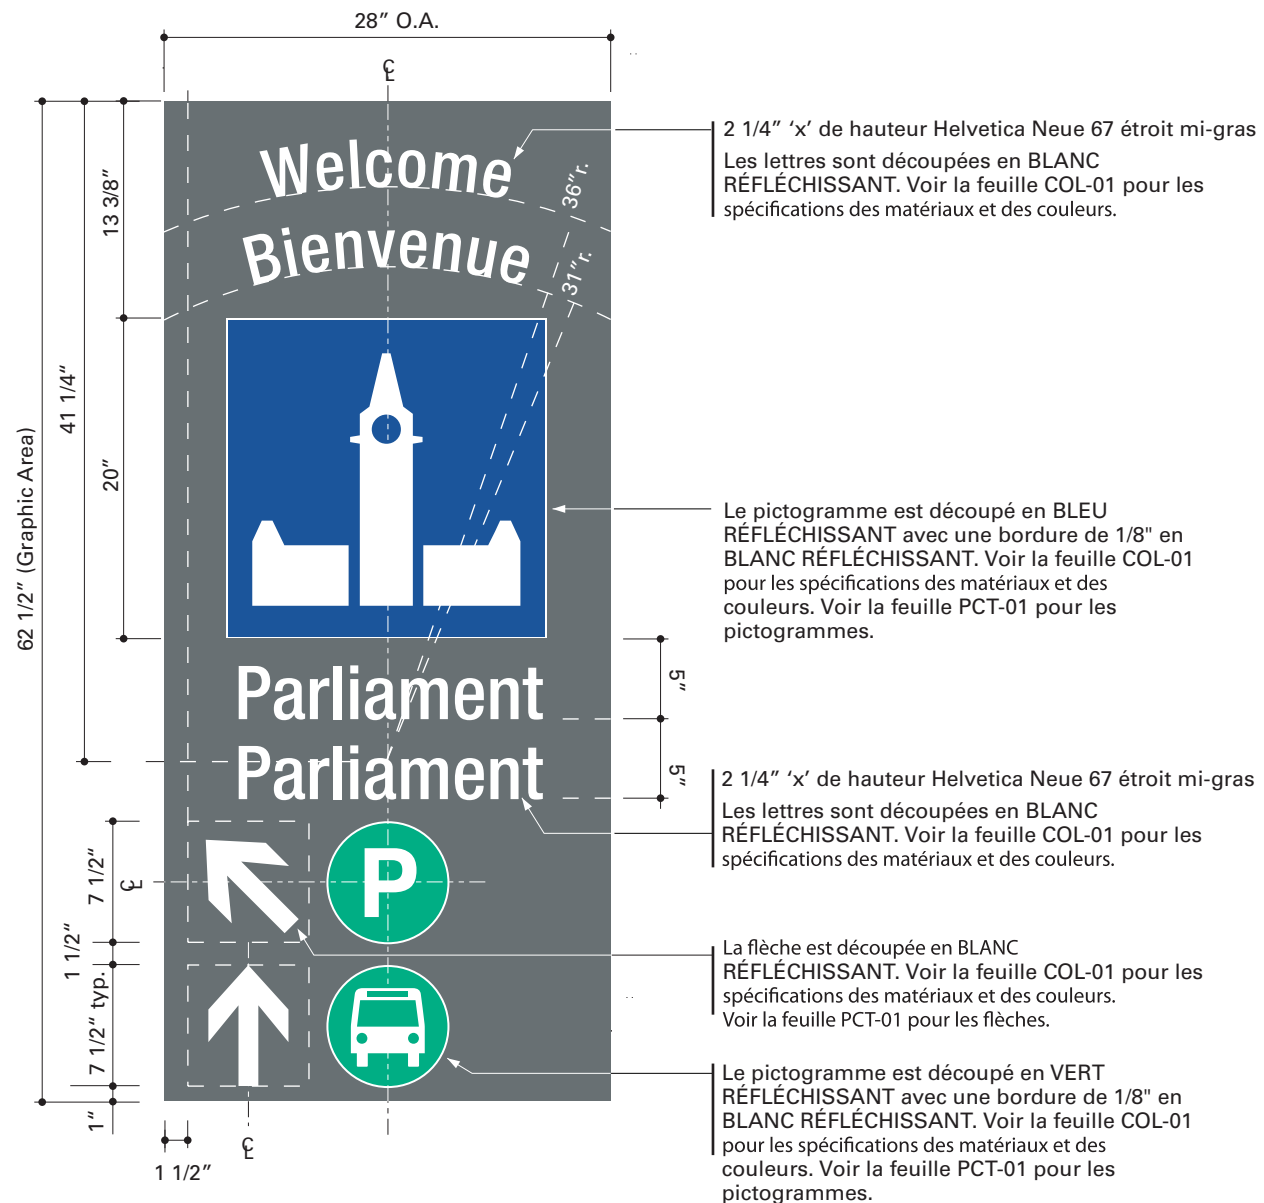 28” O.A.
℄
Welcome
Bienvenue
36”r.
31”r.
13 3/8”
41 1/4“
20”
62 1/2” (Graphic Area)
2 1/4” ‘x’ de hauteur Helvetica Neue 67 étroit mi-gras
Les lettres sont découpées en BLANC
RÉFLÉCHISSANT. Voir la feuille COL-01 pour les
spécifications des matériaux et des couleurs.
Le pictogramme est découpé en BLEU
RÉFLÉCHISSANT avec une bordure de 1/8" en
BLANC RÉFLÉCHISSANT. Voir la feuille COL-01
pour les spécifications des matériaux et des
couleurs. Voir la feuille PCT-01 pour les
pictogrammes.
Parliament
5”
Parliament
5”
2 1/4” ‘x’ de hauteur Helvetica Neue 67 étroit mi-gras
Les lettres sont découpées en BLANC
RÉFLÉCHISSANT. Voir la feuille COL-01 pour les
spécifications des matériaux et des couleurs.
7 1/2“
℄
P
1 1/2“
La flèche est découpée en BLANC
RÉFLÉCHISSANT. Voir la feuille COL-01 pour les
spécifications des matériaux et des couleurs.
Voir la feuille PCT-01 pour les flèches.
7 1/2“ typ.
1“
Le pictogramme est découpé en VERT
RÉFLÉCHISSANT avec une bordure de 1/8" en
BLANC RÉFLÉCHISSANT. Voir la feuille COL-01
pour les spécifications des matériaux et des
couleurs. Voir la feuille PCT-01 pour les
pictogrammes.
℄
1 1/2”